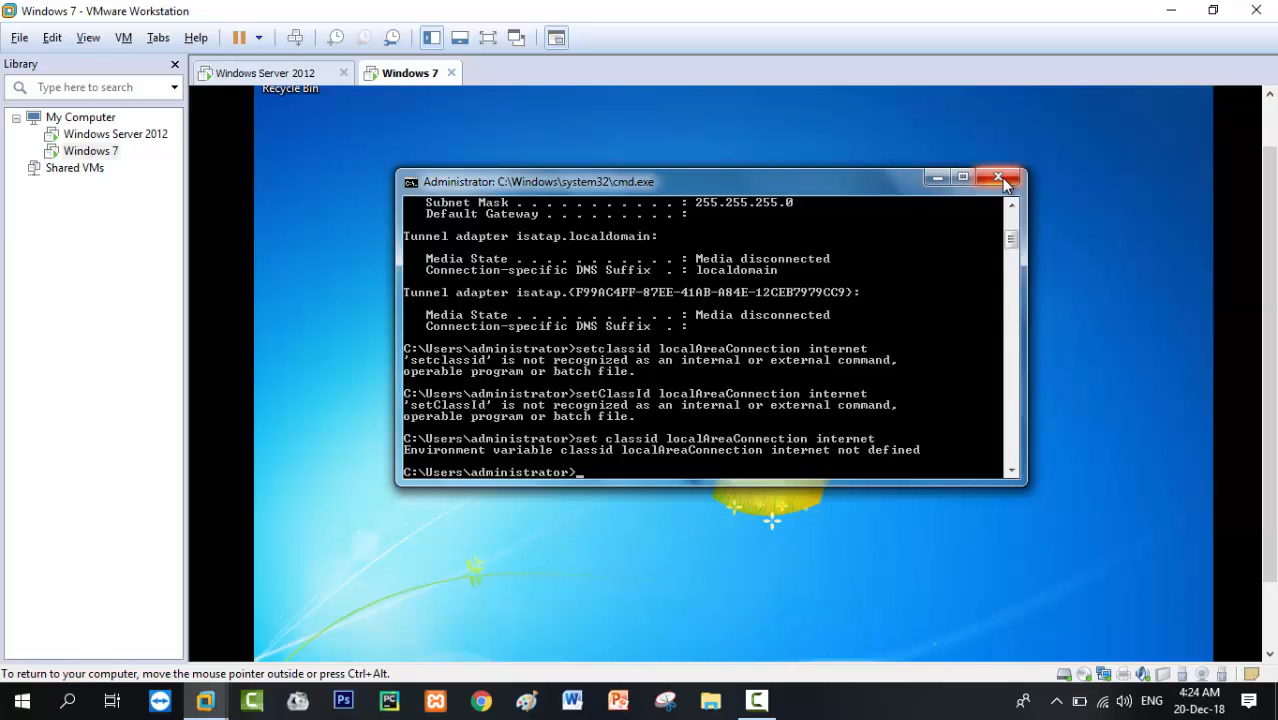 Windows 7 - VMware Workstation
File Edit View VM Tabs Help
Library
Type here to search
My Computer
Windows Server 2012
Windows 7
Shared VMs
Windows Server 2012
Windows 7
Recycle Bin
Administrator: C:\Windows\system32\cmd.exe
Subnet Mask . . . . . . . . . . . : 255.255.255.0
Default Gateway . . . . . . . . . :
Tunnel adapter isatap.localdomain:
Media State . . . . . . . . . . . : Media disconnected
Connection-specific DNS Suffix  . : localdomain
Tunnel adapter isatap.{F99AC4FF-87EE-41AB-A84E-12CEB7979CC9}:
Media State . . . . . . . . . . . : Media disconnected
Connection-specific DNS Suffix  . :
C:\Users\administrator>setclassid localAreaConnection internet
'setclassid' is not recognized as an internal or external command,
operable program or batch file.
C:\Users\administrator>setClassId localAreaConnection internet
'setClassId' is not recognized as an internal or external command,
operable program or batch file.
C:\Users\administrator>set classid localAreaConnection internet
Environment variable classid localAreaConnection internet not defined
C:\Users\administrator>_
To return to your computer, move the mouse pointer outside or press Ctrl+Alt.
ENG
4:24 AM
20-Dec-18